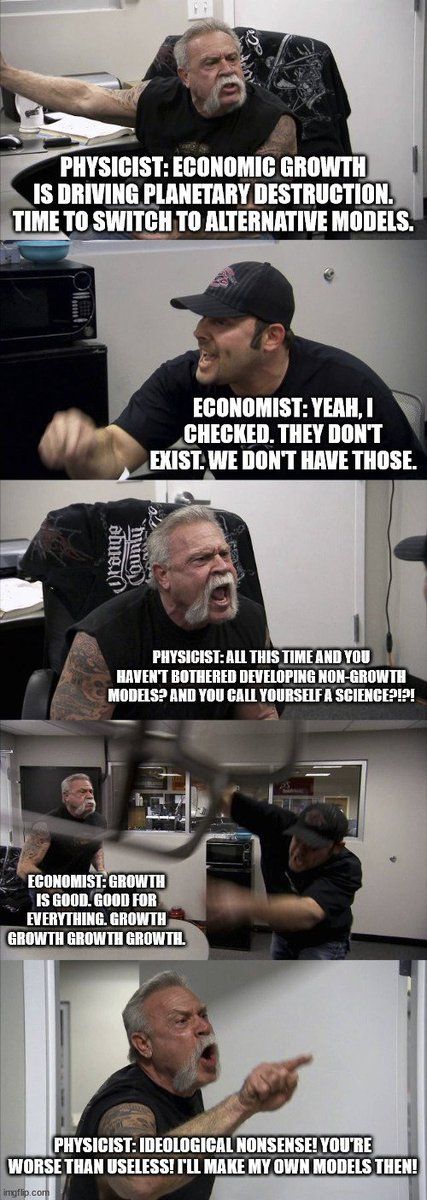 PHYSICIST: ECONOMIC GROWTH
IS DRIVING PLANETARY DESTRUCTION.
TIME TO SWITCH TO ALTERNATIVE MODELS.
ECONOMIST: YEAH, I
CHECKED. THEY DON'T
EXIST. WE DON'T HAVE THOSE.
Orange
County
PHYSICIST: ALL THIS TIME AND YOU
HAVEN'T BOTHERED DEVELOPING NON-GROWTH
MODELS? AND YOU CALL YOURSELF A SCIENCE?!?!
ECONOMIST: GROWTH
IS GOOD. GOOD FOR
EVERYTHING. GROWTH
GROWTH GROWTH GROWTH.
PHYSICIST: IDEOLOGICAL NONSENSE! YOU'RE
WORSE THAN USELESS! I'LL MAKE MY OWN MODELS THEN!
imgflip.com